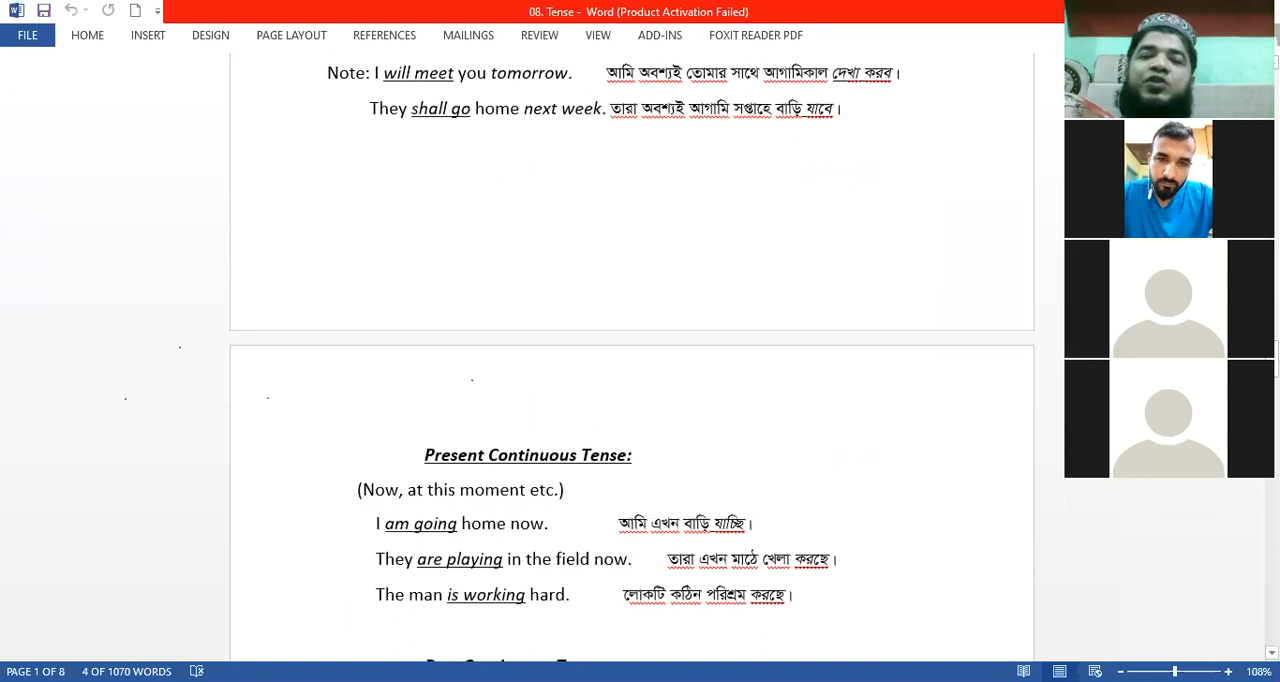 08. Tense - Word (Product Activation Failed)
FILE HOME INSERT DESIGN PAGE LAYOUT REFERENCES MAILINGS REVIEW VIEW ADD-INS FOXIT READER PDF
Note: I will meet you tomorrow. আমি অবশ্যই তোমার সাথে আগামিকাল দেখা করব।
They shall go home next week. তারা অবশ্যই আগামি সপ্তাহে বাড়ি যাবে।
Present Continuous Tense:
(Now, at this moment etc.)
I am going home now. আমি এখন বাড়ি যাচ্ছি।
They are playing in the field now. তারা এখন মাঠে খেলা করছে।
The man is working hard. লোকটি কঠিন পরিশ্রম করছে।
PAGE 1 OF 8 4 OF 1070 WORDS 108%